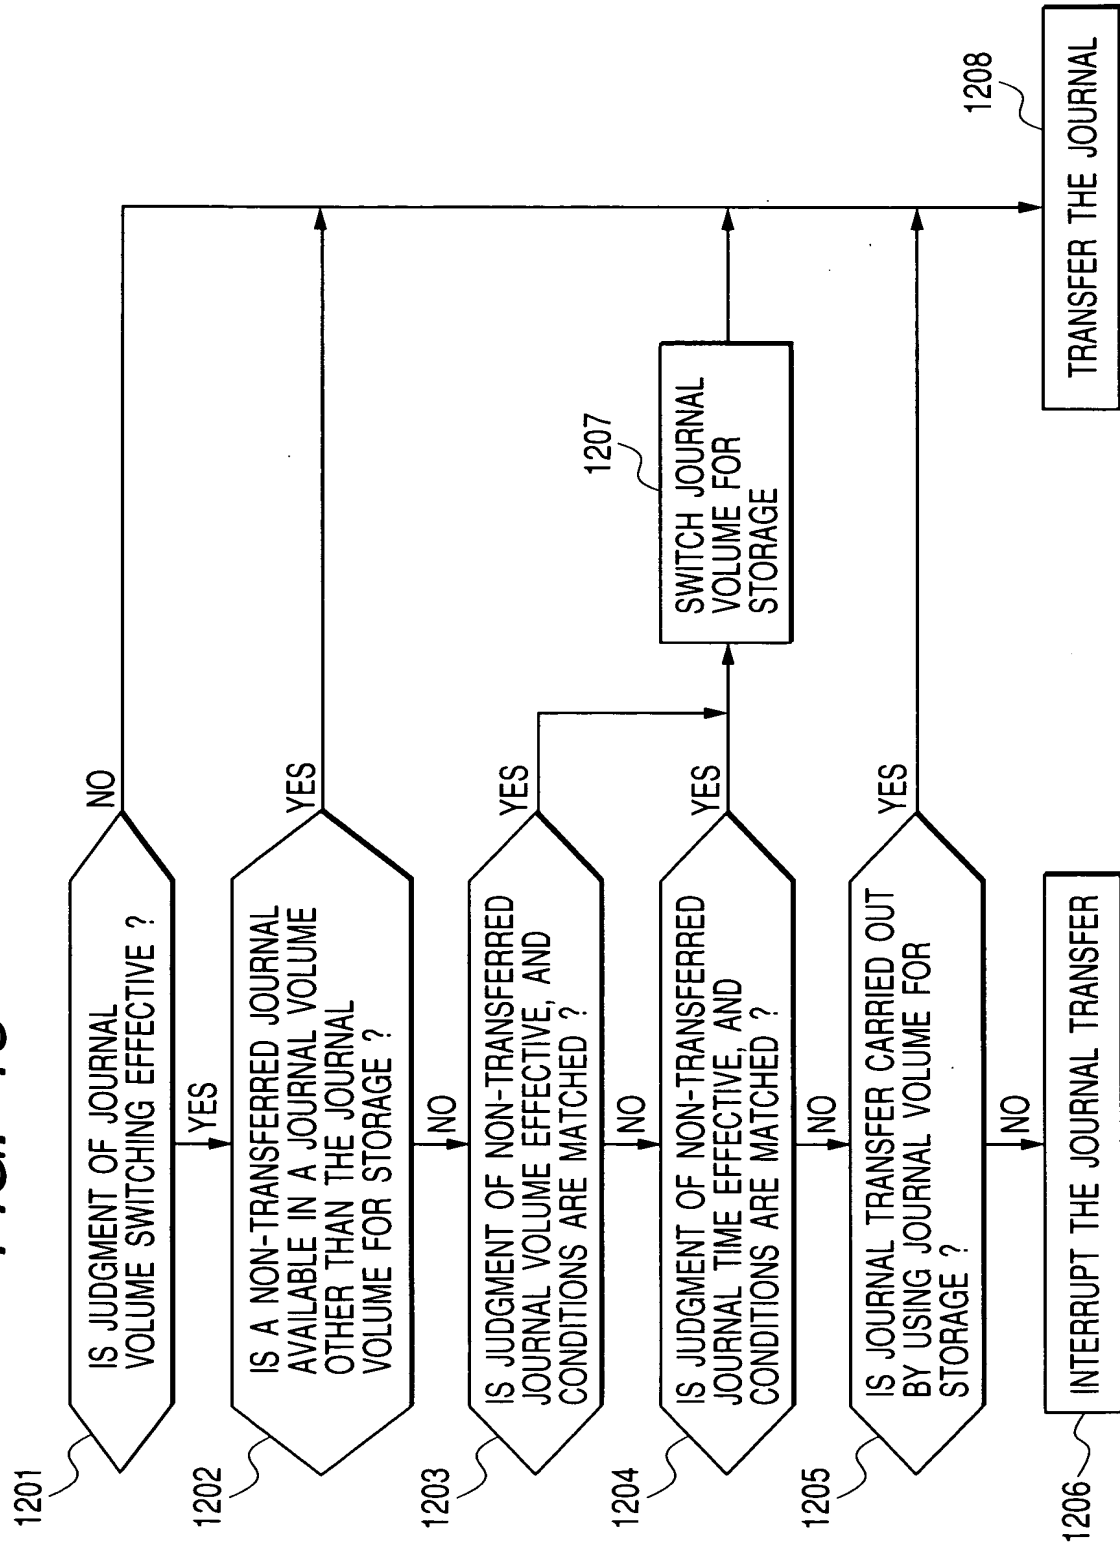 1201
IS JUDGMENT OF JOURNAL
VOLUME SWITCHING EFFECTIVE ?
NO
YES
1202
IS A NON-TRANSFERRED JOURNAL
AVAILABLE IN A JOURNAL VOLUME
OTHER THAN THE JOURNAL
VOLUME FOR STORAGE ?
YES
NO
1203
IS JUDGMENT OF NON-TRANSFERRED
JOURNAL VOLUME EFFECTIVE, AND
CONDITIONS ARE MATCHED ?
YES
NO
1204
IS JUDGMENT OF NON-TRANSFERRED
JOURNAL TIME EFFECTIVE, AND
CONDITIONS ARE MATCHED ?
YES
1207
SWITCH JOURNAL
VOLUME FOR
STORAGE
NO
1205
IS JOURNAL TRANSFER CARRIED OUT
BY USING JOURNAL VOLUME FOR
STORAGE ?
YES
NO
1206
INTERRUPT THE JOURNAL TRANSFER
1208
TRANSFER THE JOURNAL